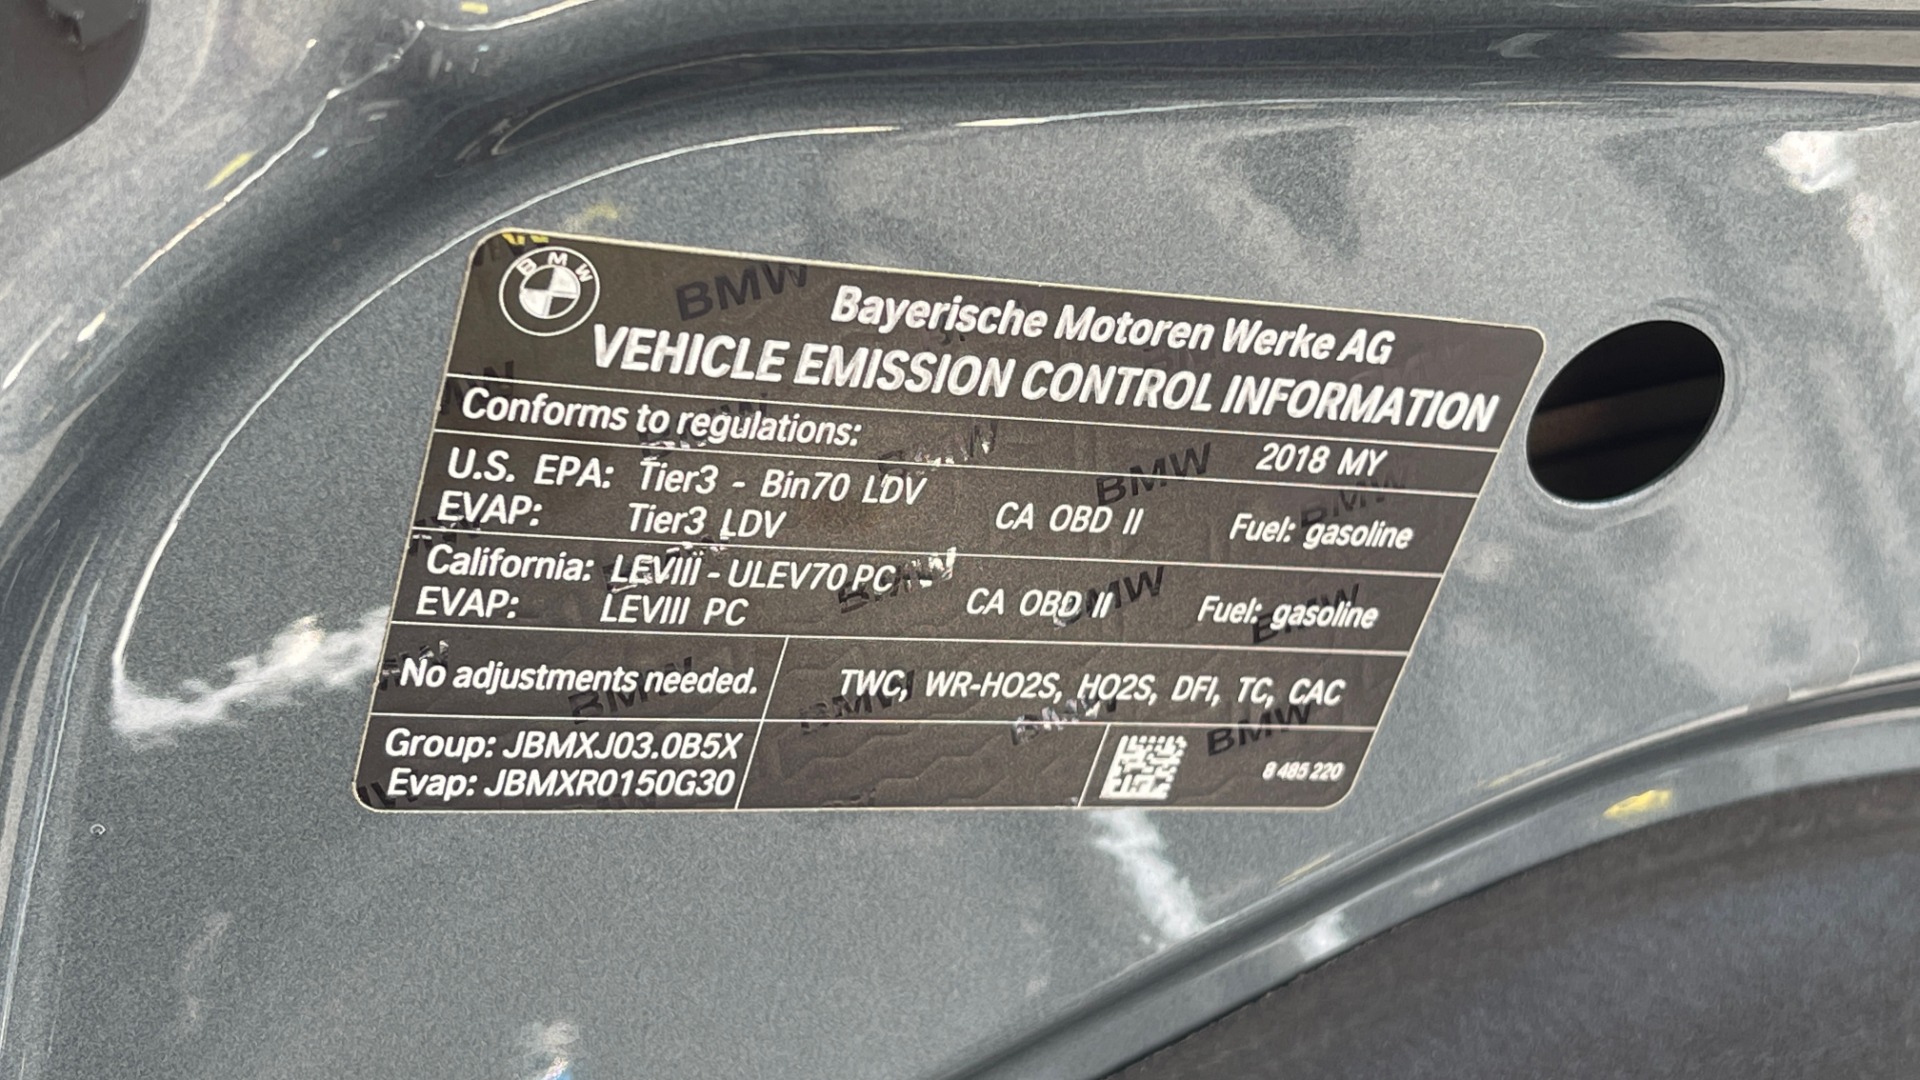 BMW
Bayerische Motoren Werke AG
VEHICLE EMISSION CONTROL INFORMATION
Conforms to regulations: 2018 MY
U.S. EPA: Tier3 - Bin70 LDV
EVAP: Tier3 LDV CA OBD II Fuel: gasoline
California: LEVIII - ULEV70 PC
EVAP: LEVIII PC CA OBD II Fuel: gasoline
No adjustments needed. TWC, WR-HO2S, HO2S, DFI, TC, CAC
Group: JBMXJ03.0B5X
Evap: JBMXR0150G30
8 485 220